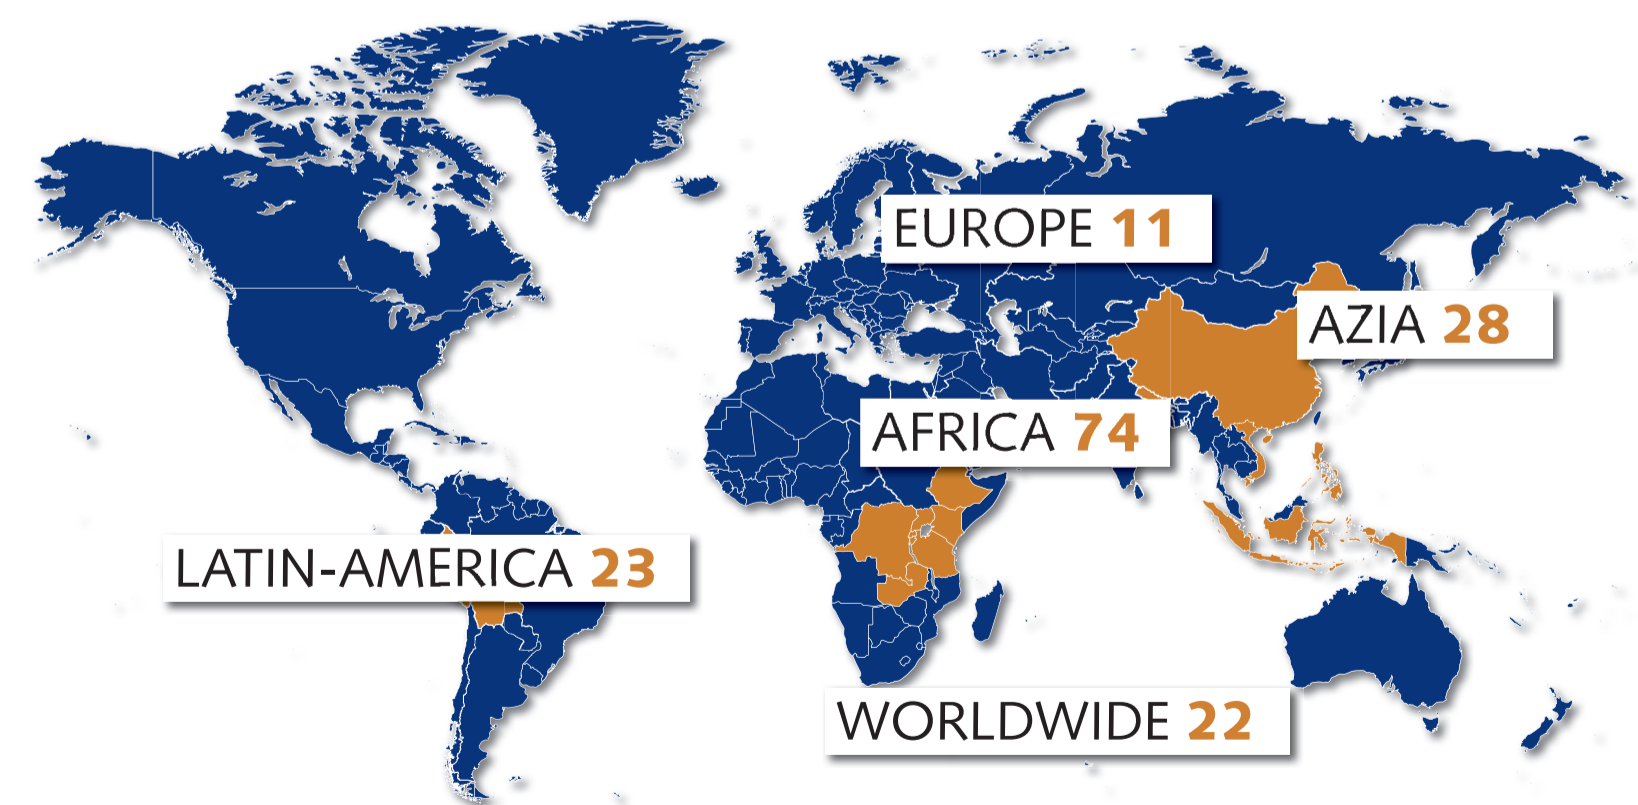 EUROPE 11
AZIA 28
AFRICA 74
LATIN-AMERICA 23
WORLDWIDE 22